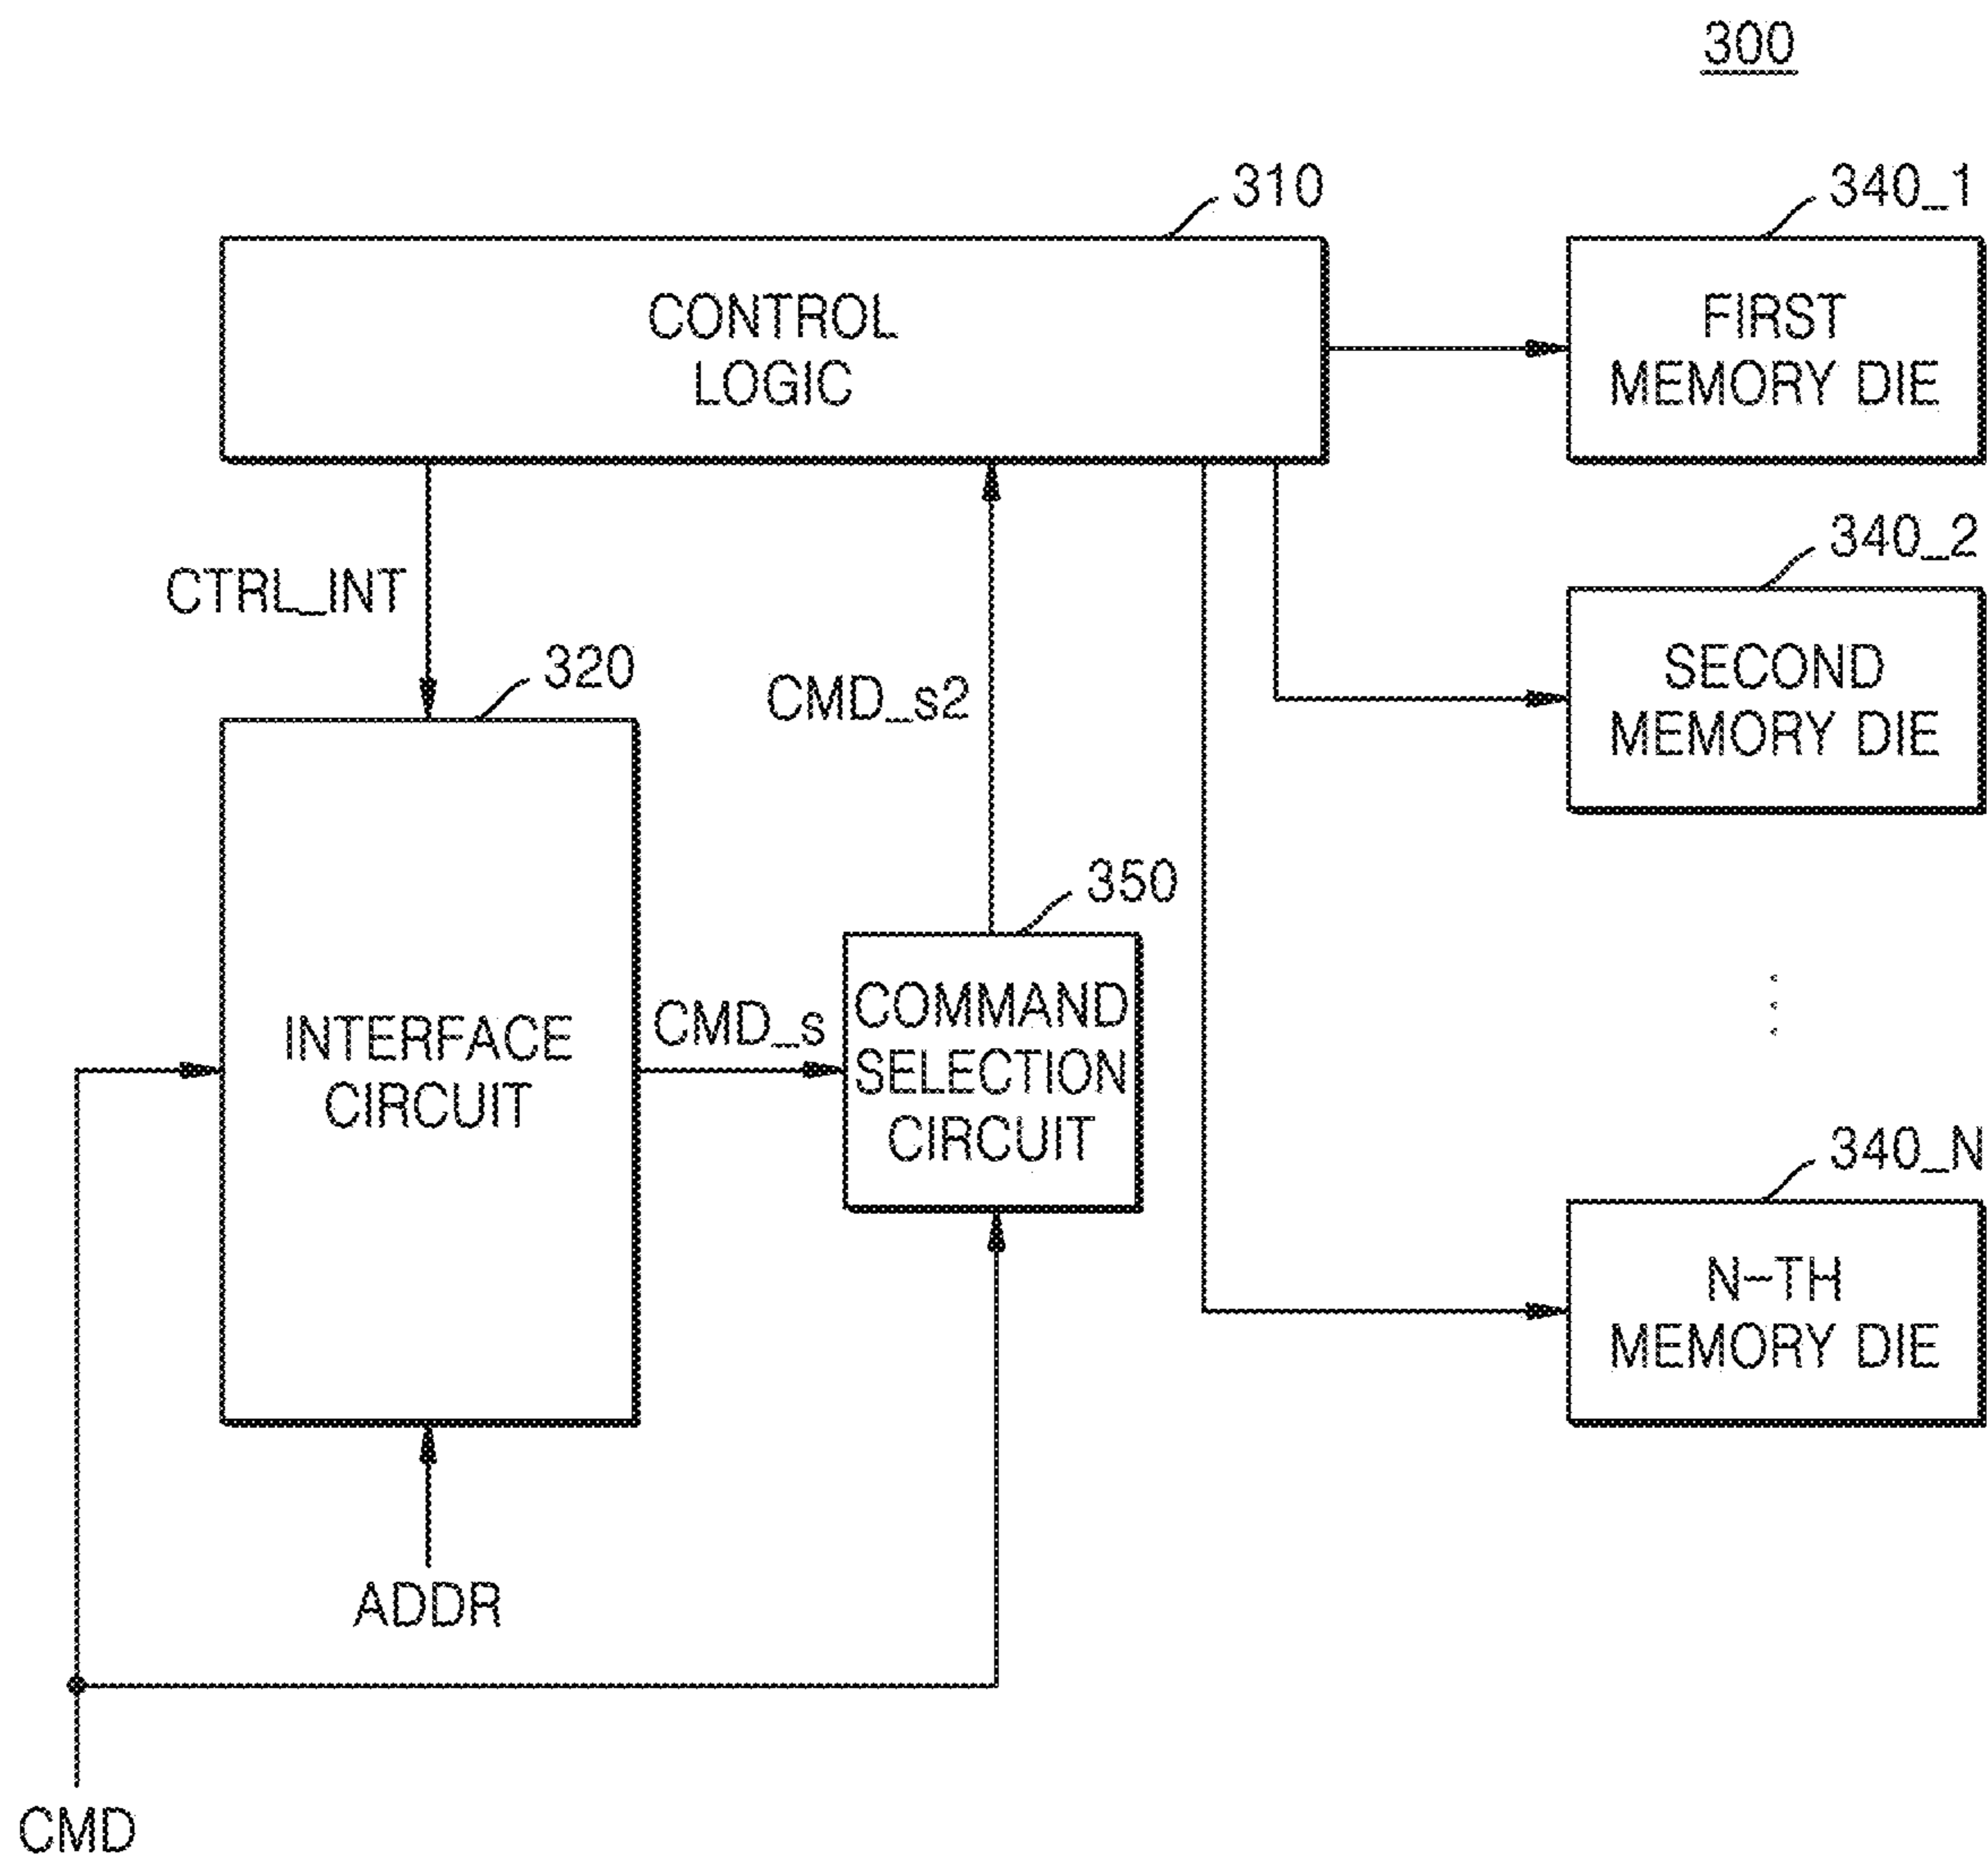 300
310
340_1
CONTROL
LOGIC
FIRST
MEMORY DIE
340_2
CTRL_INT
320
CMD_s2
SECOND
MEMORY DIE
350
CMD_s
COMMAND
SELECTION
CIRCUIT
INTERFACE
CIRCUIT
340_N
N-TH
MEMORY DIE
ADDR
CMD